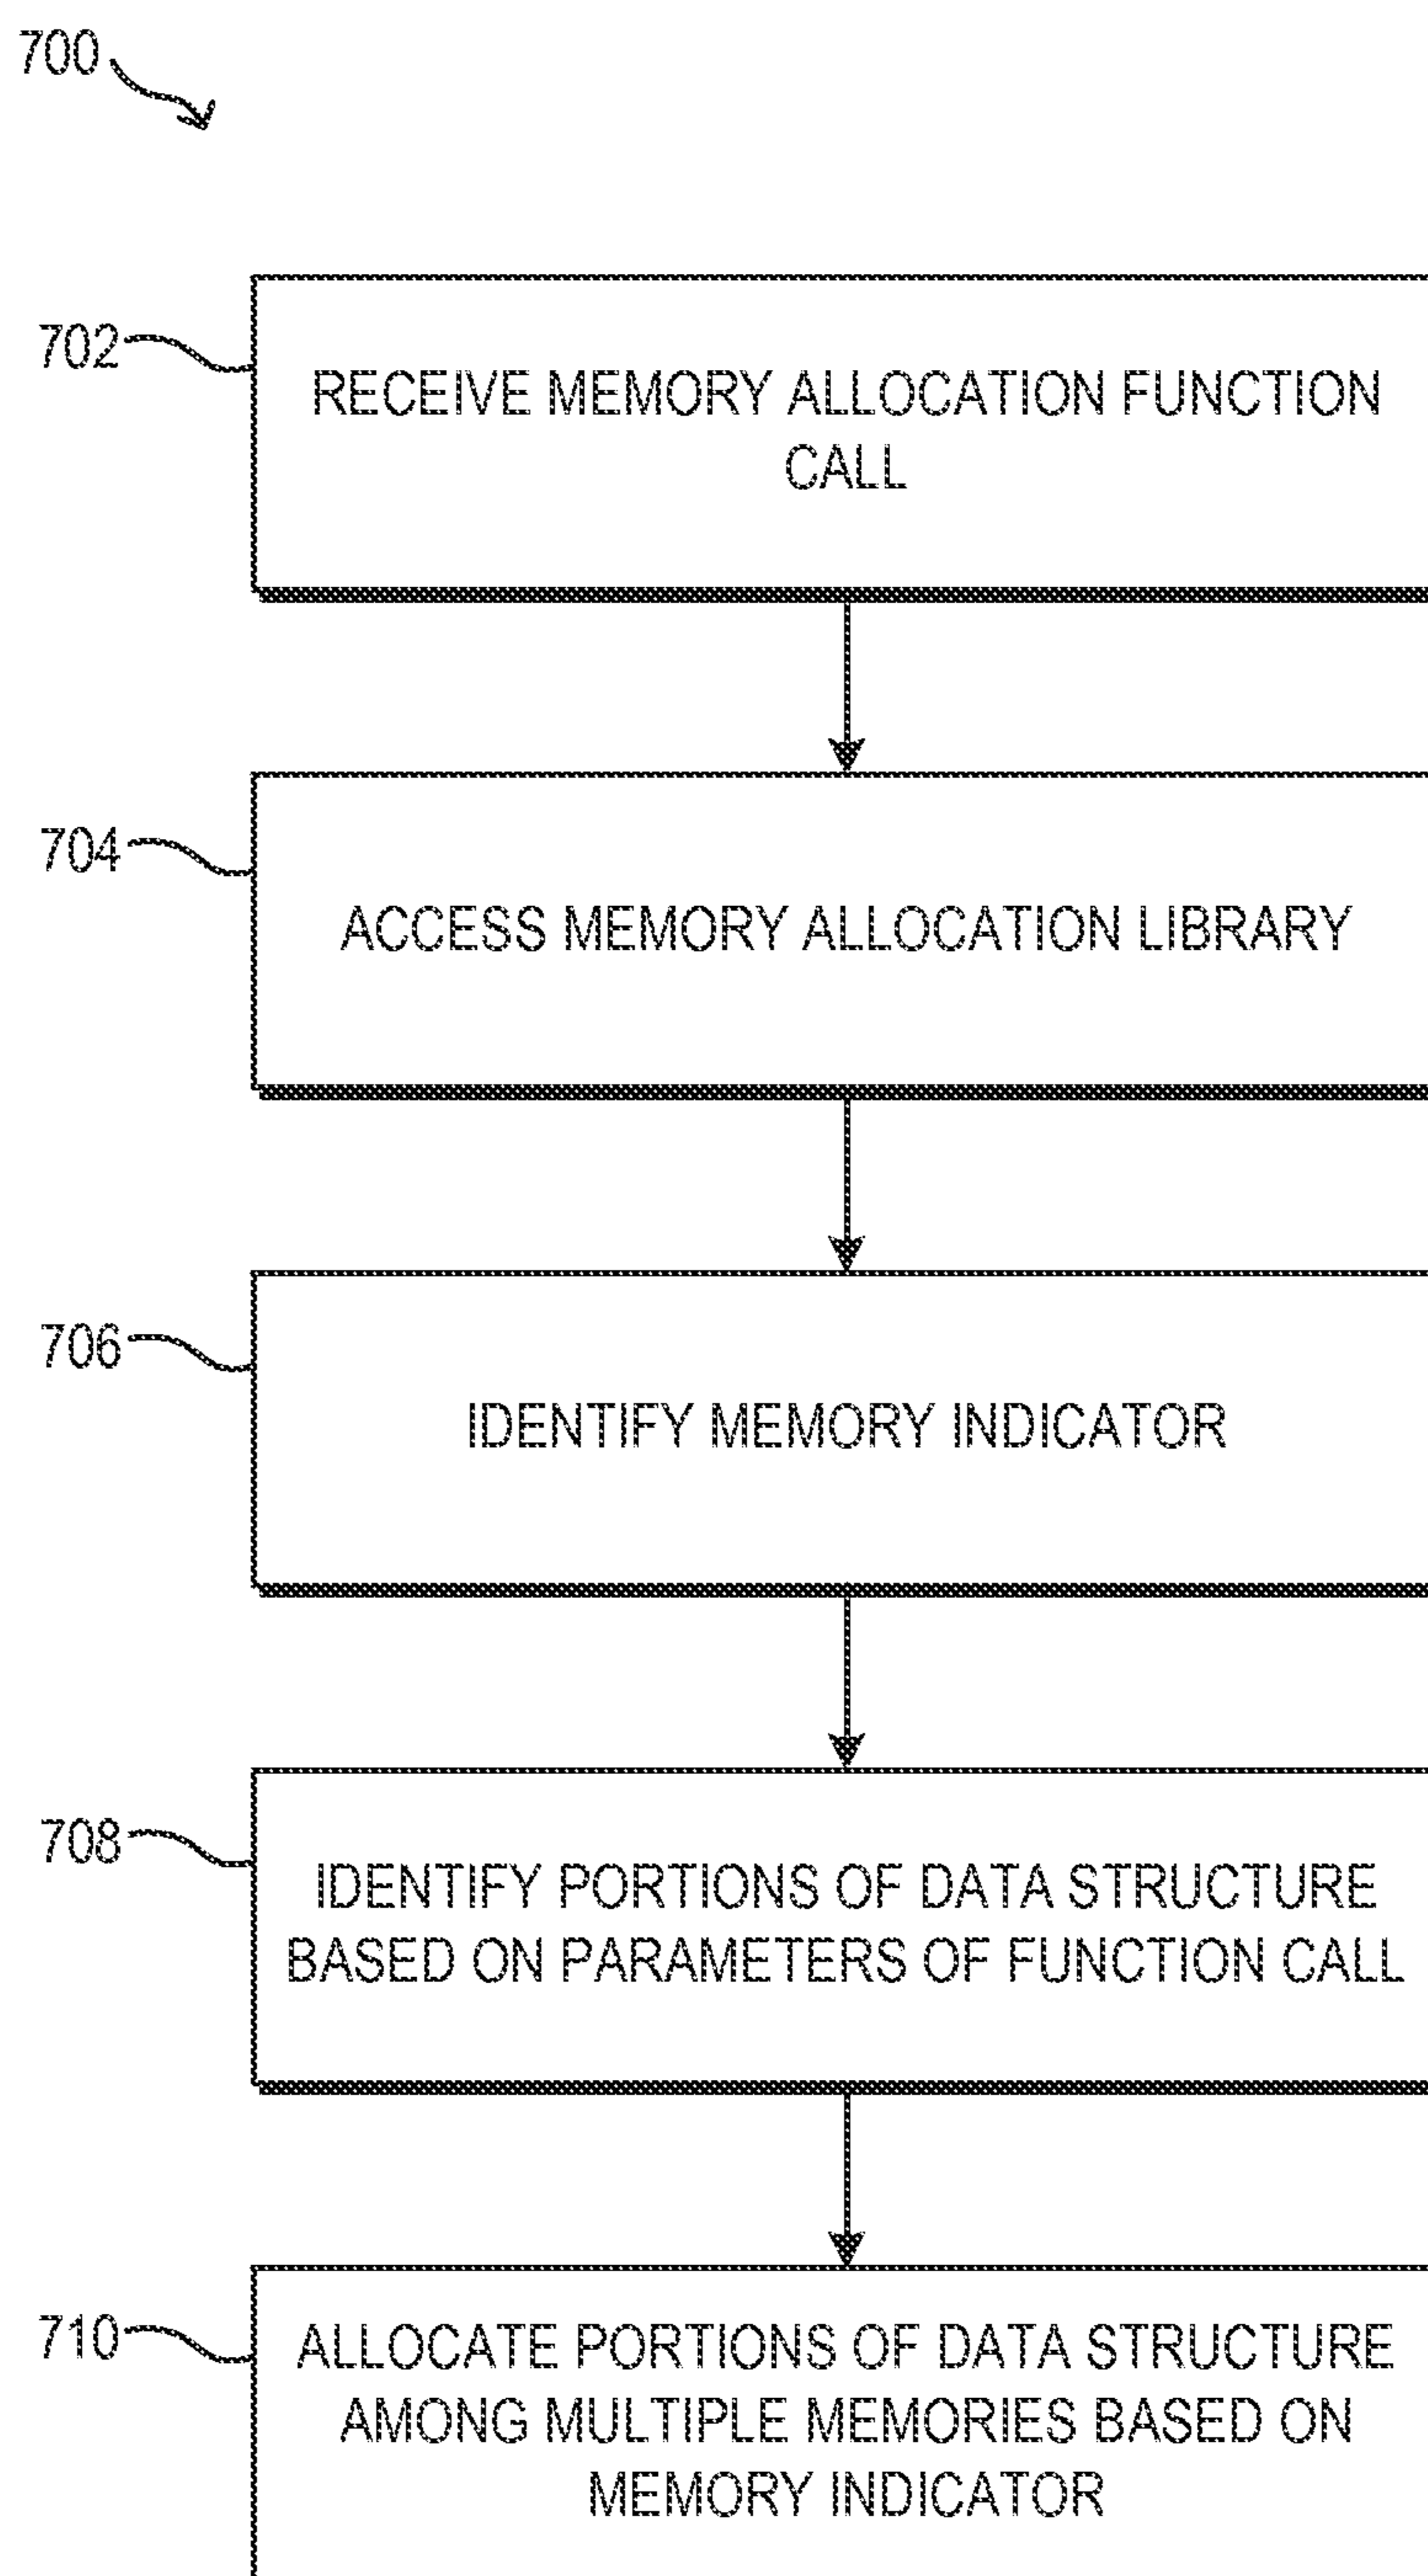 700
702
RECEIVE MEMORY ALLOCATION FUNCTION
CALL
704
ACCESS MEMORY ALLOCATION LIBRARY
706
IDENTIFY MEMORY INDICATOR
708
IDENTIFY PORTIONS OF DATA STRUCTURE
BASED ON PARAMETERS OF FUNCTION CALL
710
ALLOCATE PORTIONS OF DATA STRUCTURE
AMONG MULTIPLE MEMORIES BASED ON
MEMORY INDICATOR